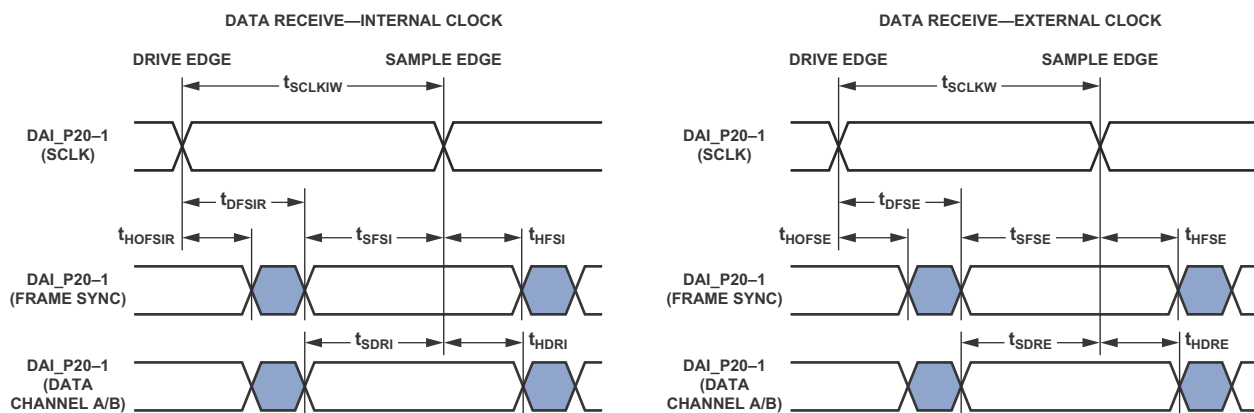 DATA RECEIVE—INTERNAL CLOCK
DRIVE EDGE
SAMPLE EDGE
tSCLKIW
DAI_P20–1
(SCLK)
tDFSIR
tHOFSIR
tSFSI
tHFSI
DAI_P20–1
(FRAME SYNC)
tSDRI
tHDRI
DAI_P20–1
(DATA
CHANNEL A/B)
DATA RECEIVE—EXTERNAL CLOCK
DRIVE EDGE
SAMPLE EDGE
tSCLKW
DAI_P20–1
(SCLK)
tDFSE
tHOFSE
tSFSE
tHFSE
DAI_P20–1
(FRAME SYNC)
tSDRE
tHDRE
DAI_P20–1
(DATA
CHANNEL A/B)